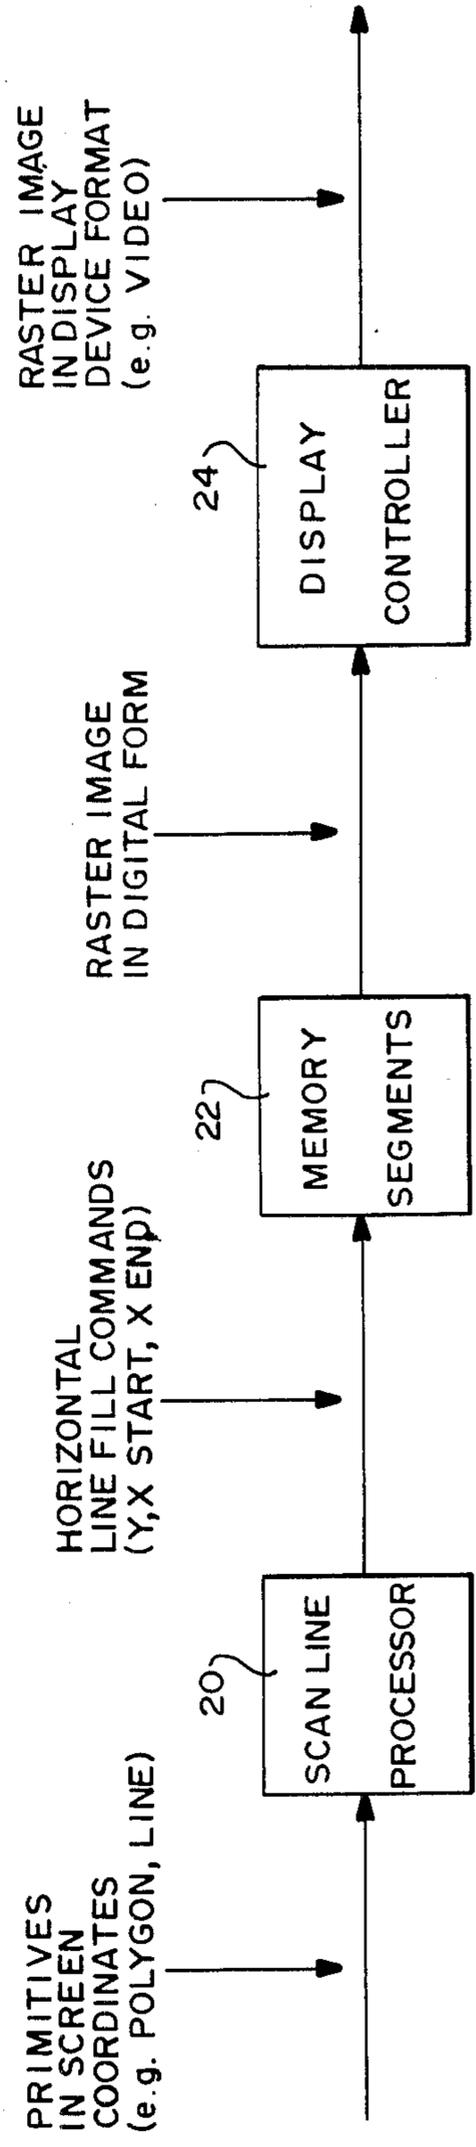 PRIMITIVES
IN SCREEN
COORDINATES
(e.g. POLYGON, LINE)
20
SCAN LINE
PROCESSOR
HORIZONTAL
LINE FILL COMMANDS
(Y,X START, X END)
22
MEMORY
SEGMENTS
RASTER IMAGE
IN DIGITAL FORM
24
DISPLAY
CONTROLLER
RASTER IMAGE
IN DISPLAY
DEVICE FORMAT
(e.g. VIDEO)